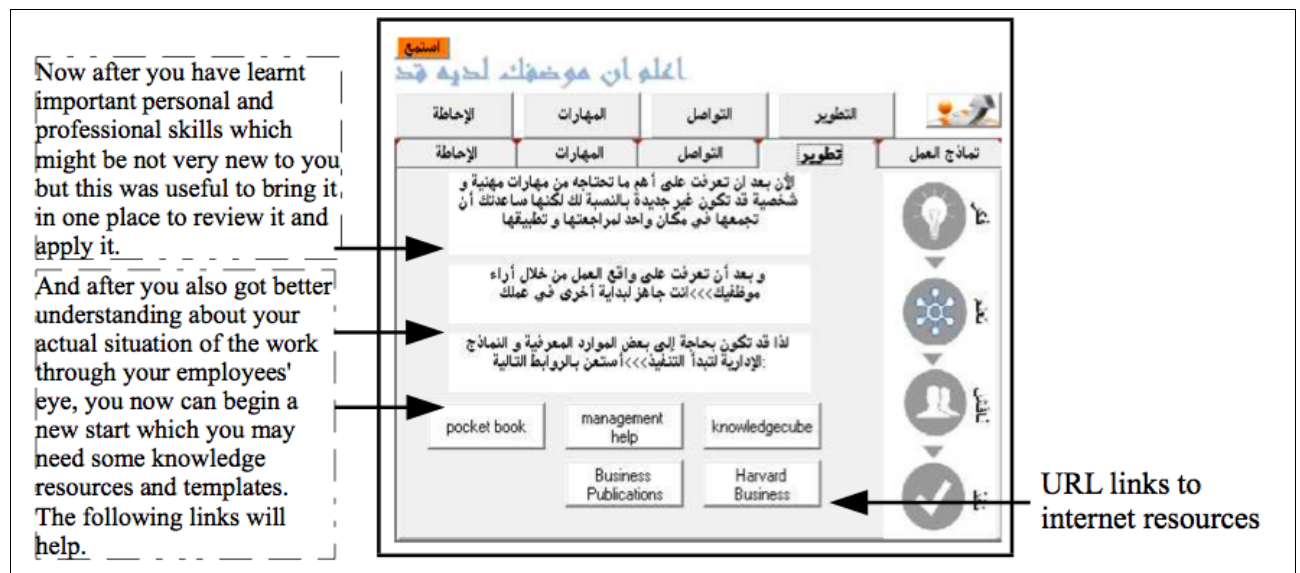 Now after you have learnt
important personal and
professional skills which
might be not very new to you
but this was useful to bring it
in one place to review it and
apply it.
And after you also got better
understanding about your
actual situation of the work
through your employees'
eye, you now can begin a
new start which you may
need some knowledge
resources and templates.
The following links will
help.
استمع
اعلم ان موضفك لديه قد
التطوير
التواصل
المهارات
الإحاطة
نماذج العمل
تطوير
التواصل
المهارات
الإحاطة
الأن بعد ان تعرفت على أهم ما تحتاجه من مهارات مهنية و
شخصية قد تكون غير جديدة بالنسبة لك لكنها ساعدتك أن
تجمعها في مكان واحد لمراجعتها و تطبيقها
و بعد أن تعرفت على واقع العمل من خلال أراء
موظفيك>>>انت جاهز لبداية أخرى في عملك
لذا قد تكون بحاجة إلى بعض الموارد المعرفية و النماذج
:الإدارية لتبدأ التنفيذ>>>أستعن بالروابط التالية
pocket book
management
help
knowledgecube
Business
Publications
Harvard
Business
فكر
تعلم
ناقش
نفذ
URL links to
internet resources